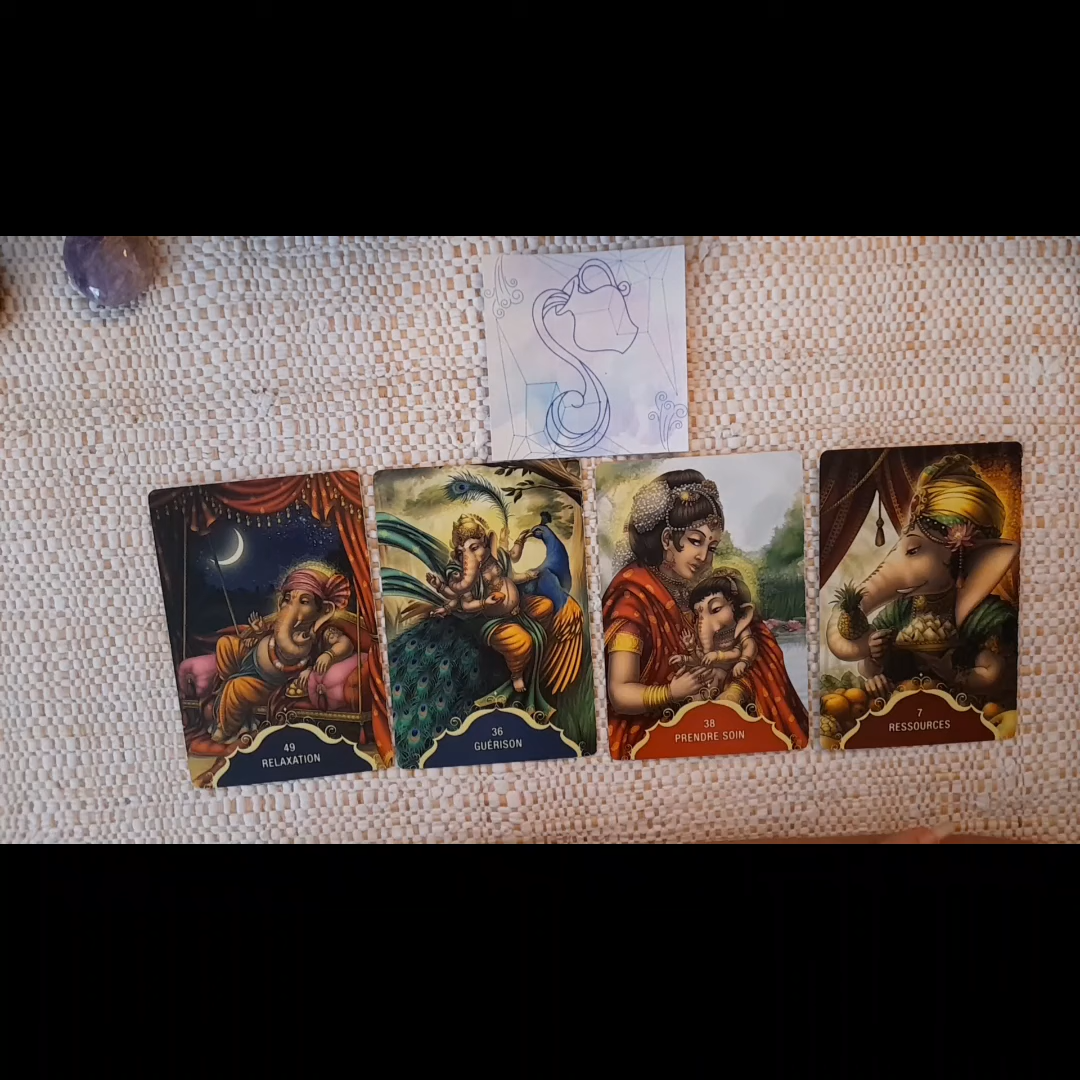 49
RELAXATION
36
GUÉRISON
38
PRENDRE SOIN
7
RESSOURCES